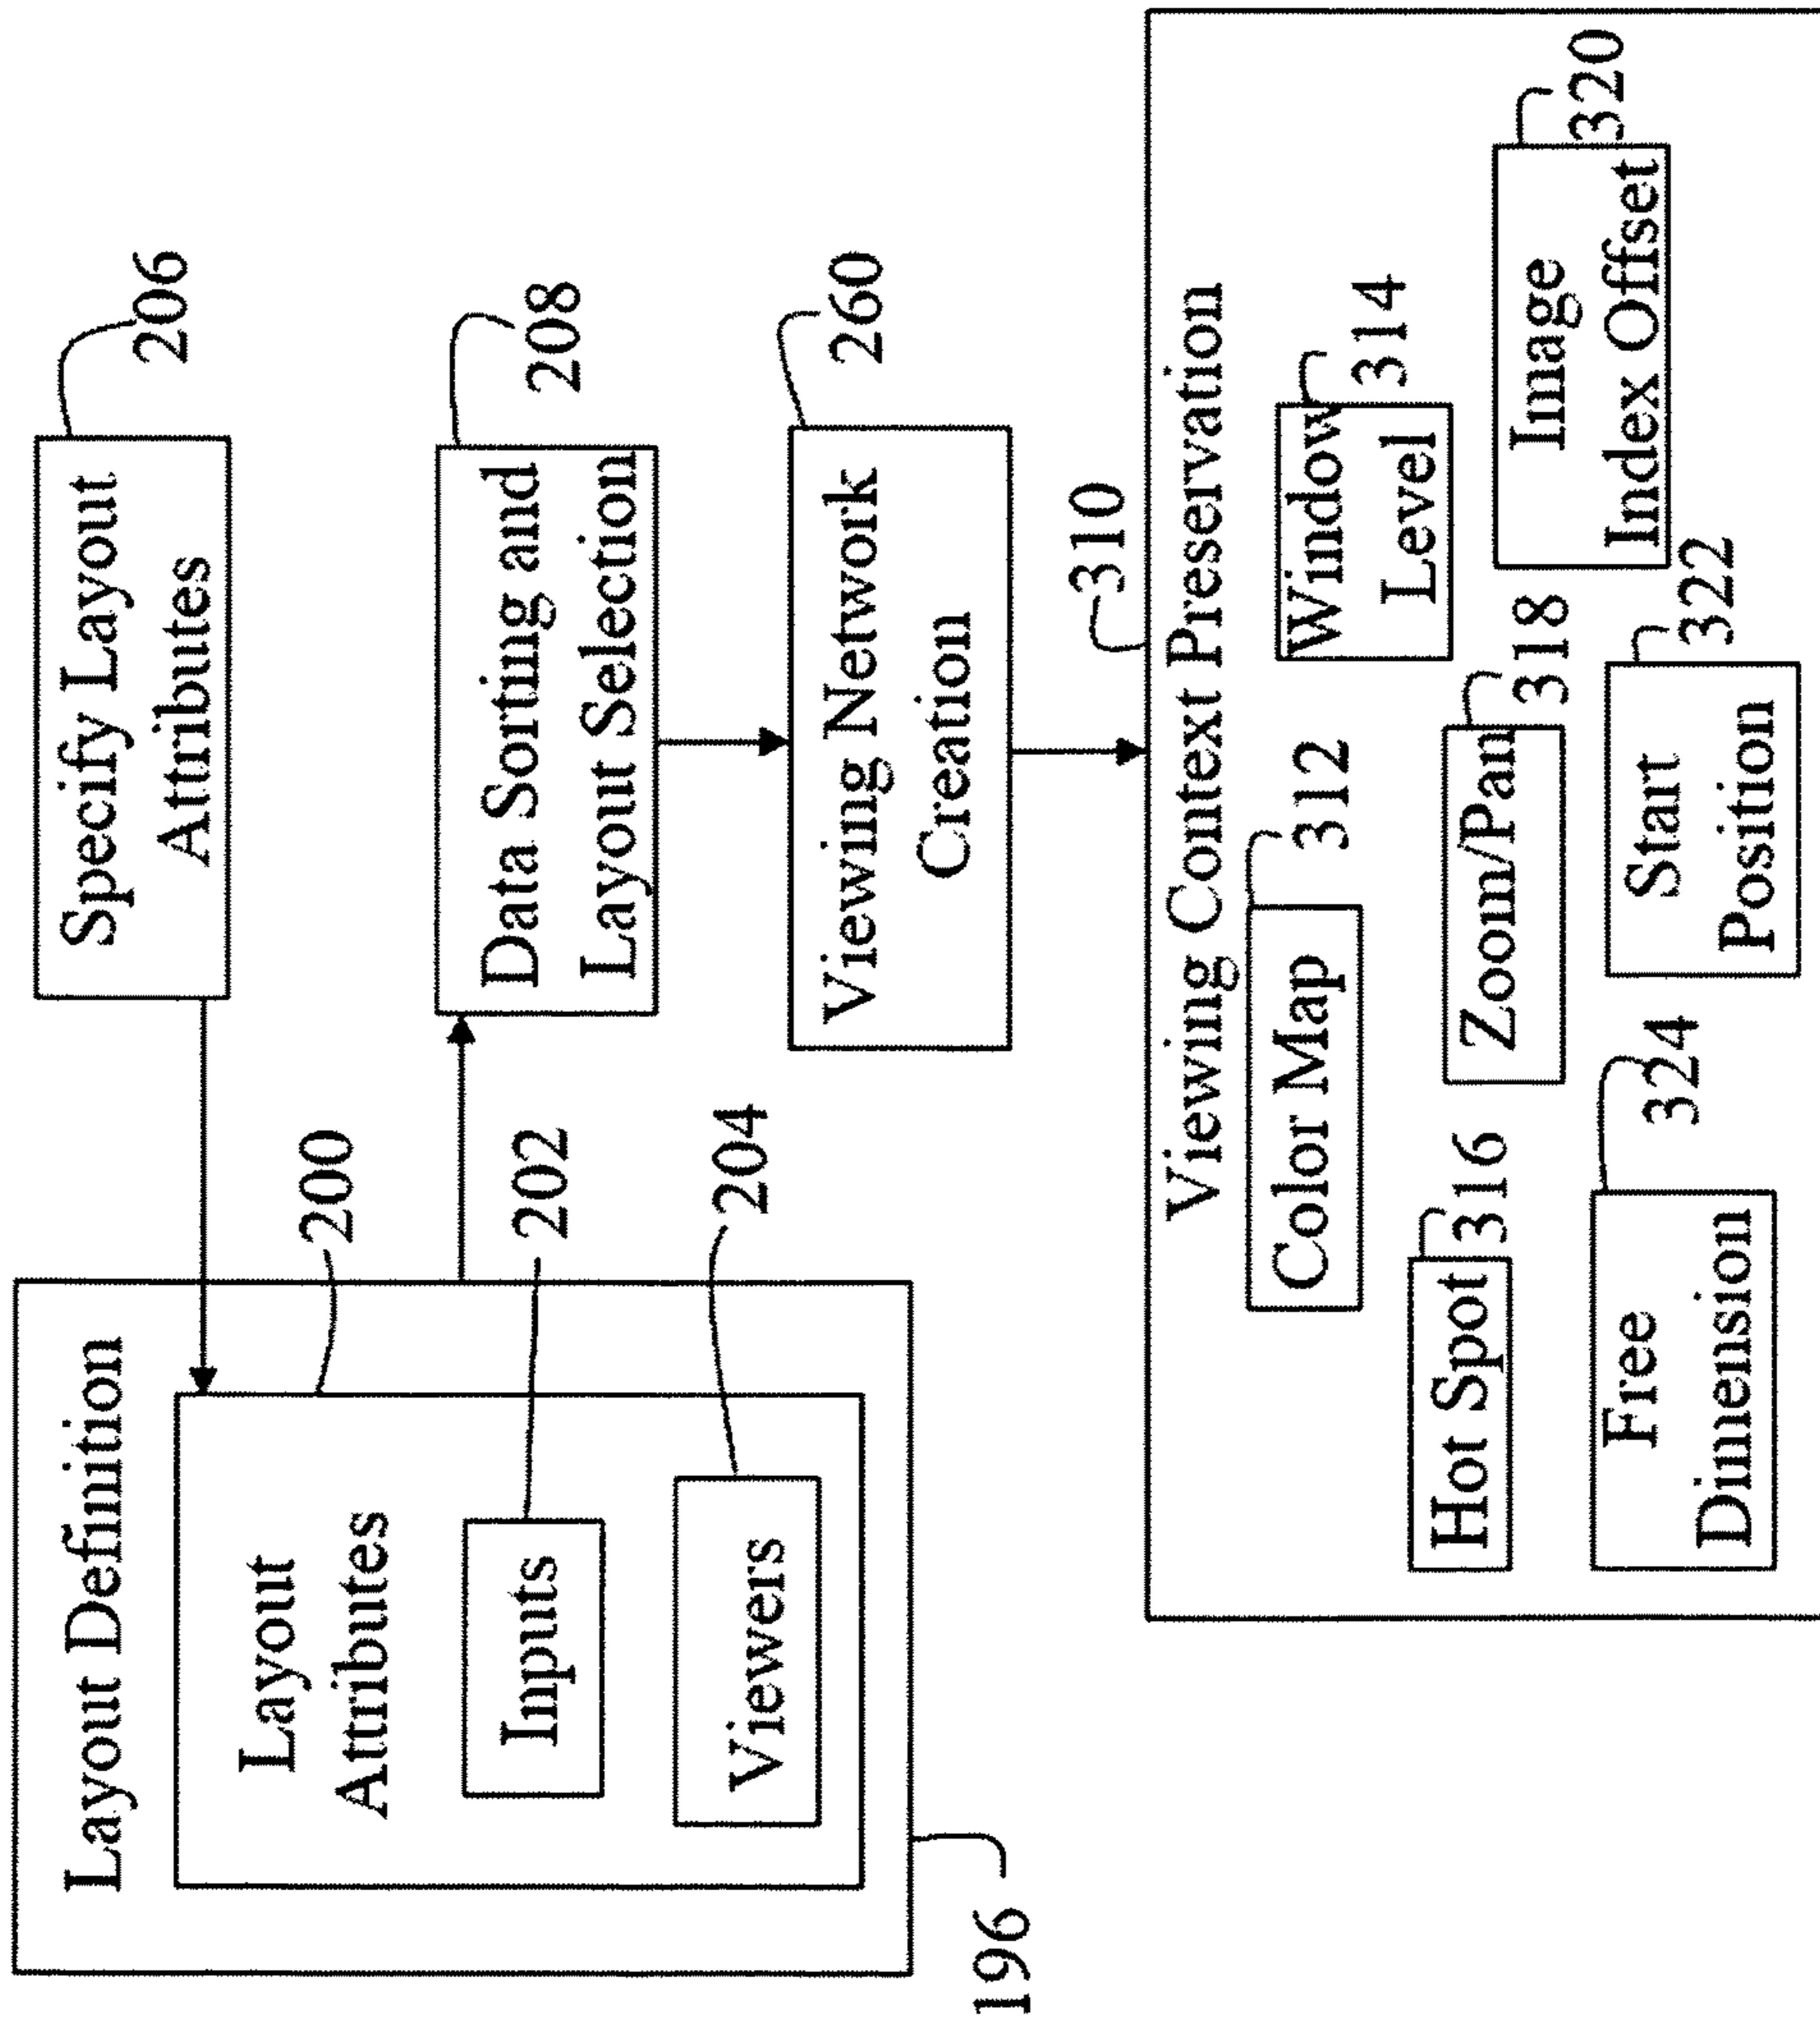 Layout Definition
Layout
Attributes
Inputs
Viewers
196
200
202
204
Specify Layout
Attributes
206
Data Sorting and
Layout Selection
208
Viewing Network
Creation
260
310
Viewing Context Preservation
Color Map
312
Window
Level
314
Hot Spot
316
Zoom/Pan
318
Image
Index Offset
320
Free
Dimension
324
Start
Position
322